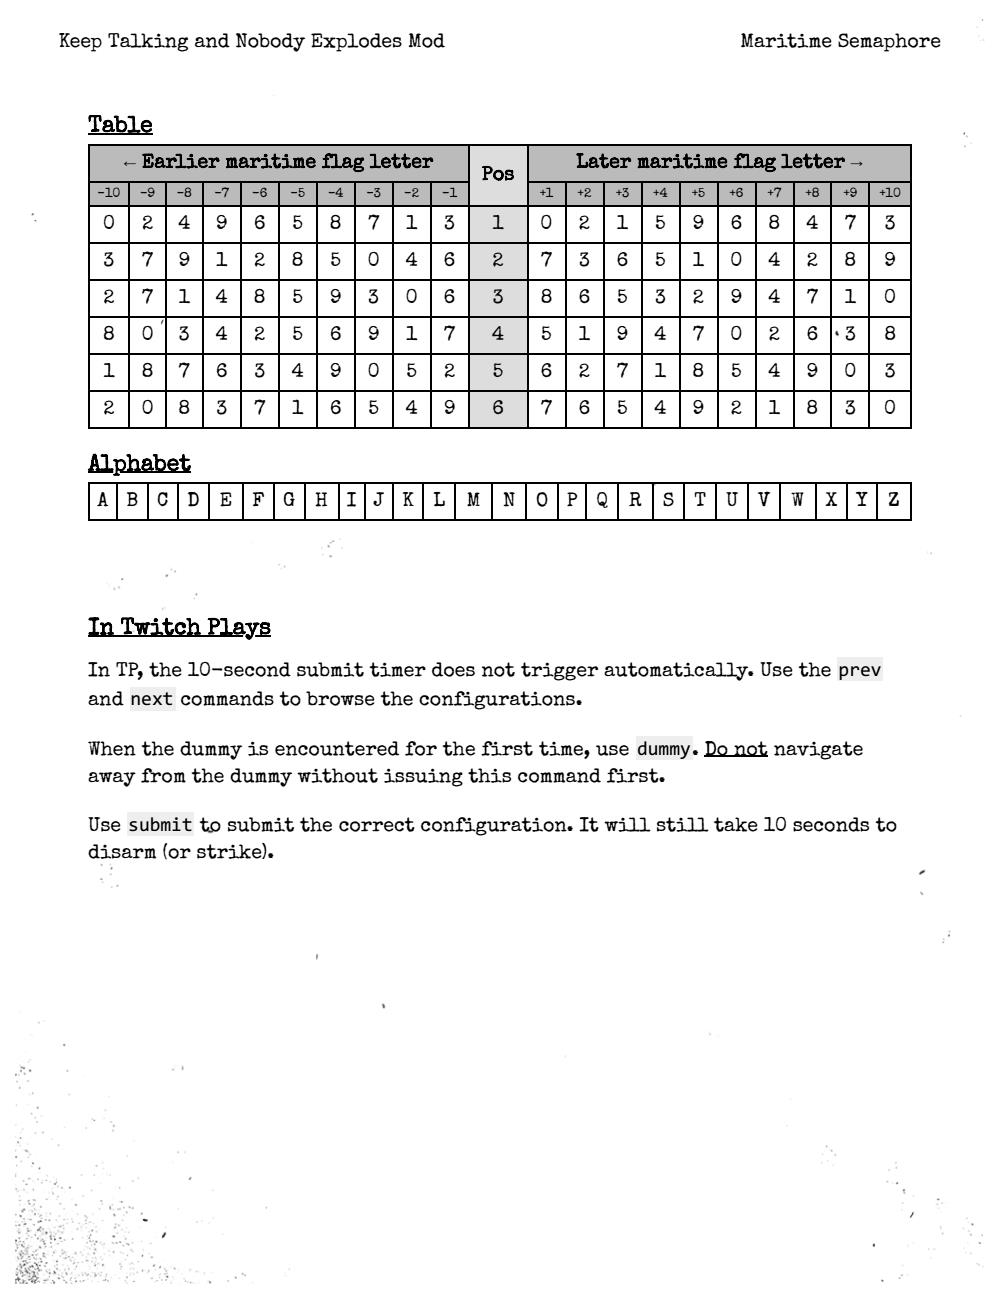 Keep Talking and Nobody Explodes Mod Maritime Semaphore
Table
← Earlier maritime flag letter Pos Later maritime flag letter →
-10 -9 -8 -7 -6 -5 -4 -3 -2 -1 +1 +2 +3 +4 +5 +6 +7 +8 +9 +10
0 2 4 9 6 5 8 7 1 3 1 0 2 1 5 9 6 8 4 7 3
3 7 9 1 2 8 5 0 4 6 2 7 3 6 5 1 0 4 2 8 9
2 7 1 4 8 5 9 3 0 6 3 8 6 5 3 2 9 4 7 1 0
8 0 3 4 2 5 6 9 1 7 4 5 1 9 4 7 0 2 6 3 8
1 8 7 6 3 4 9 0 5 2 5 6 2 7 1 8 5 4 9 0 3
2 0 8 3 7 1 6 5 4 9 6 7 6 5 4 9 2 1 8 3 0
Alphabet
A B C D E F G H I J K L M N O P Q R S T U V W X Y Z
In Twitch Plays
In TP, the 10-second submit timer does not trigger automatically. Use the prev
and next commands to browse the configurations.
When the dummy is encountered for the first time, use dummy. Do not navigate
away from the dummy without issuing this command first.
Use submit to submit the correct configuration. It will still take 10 seconds to
disarm (or strike).